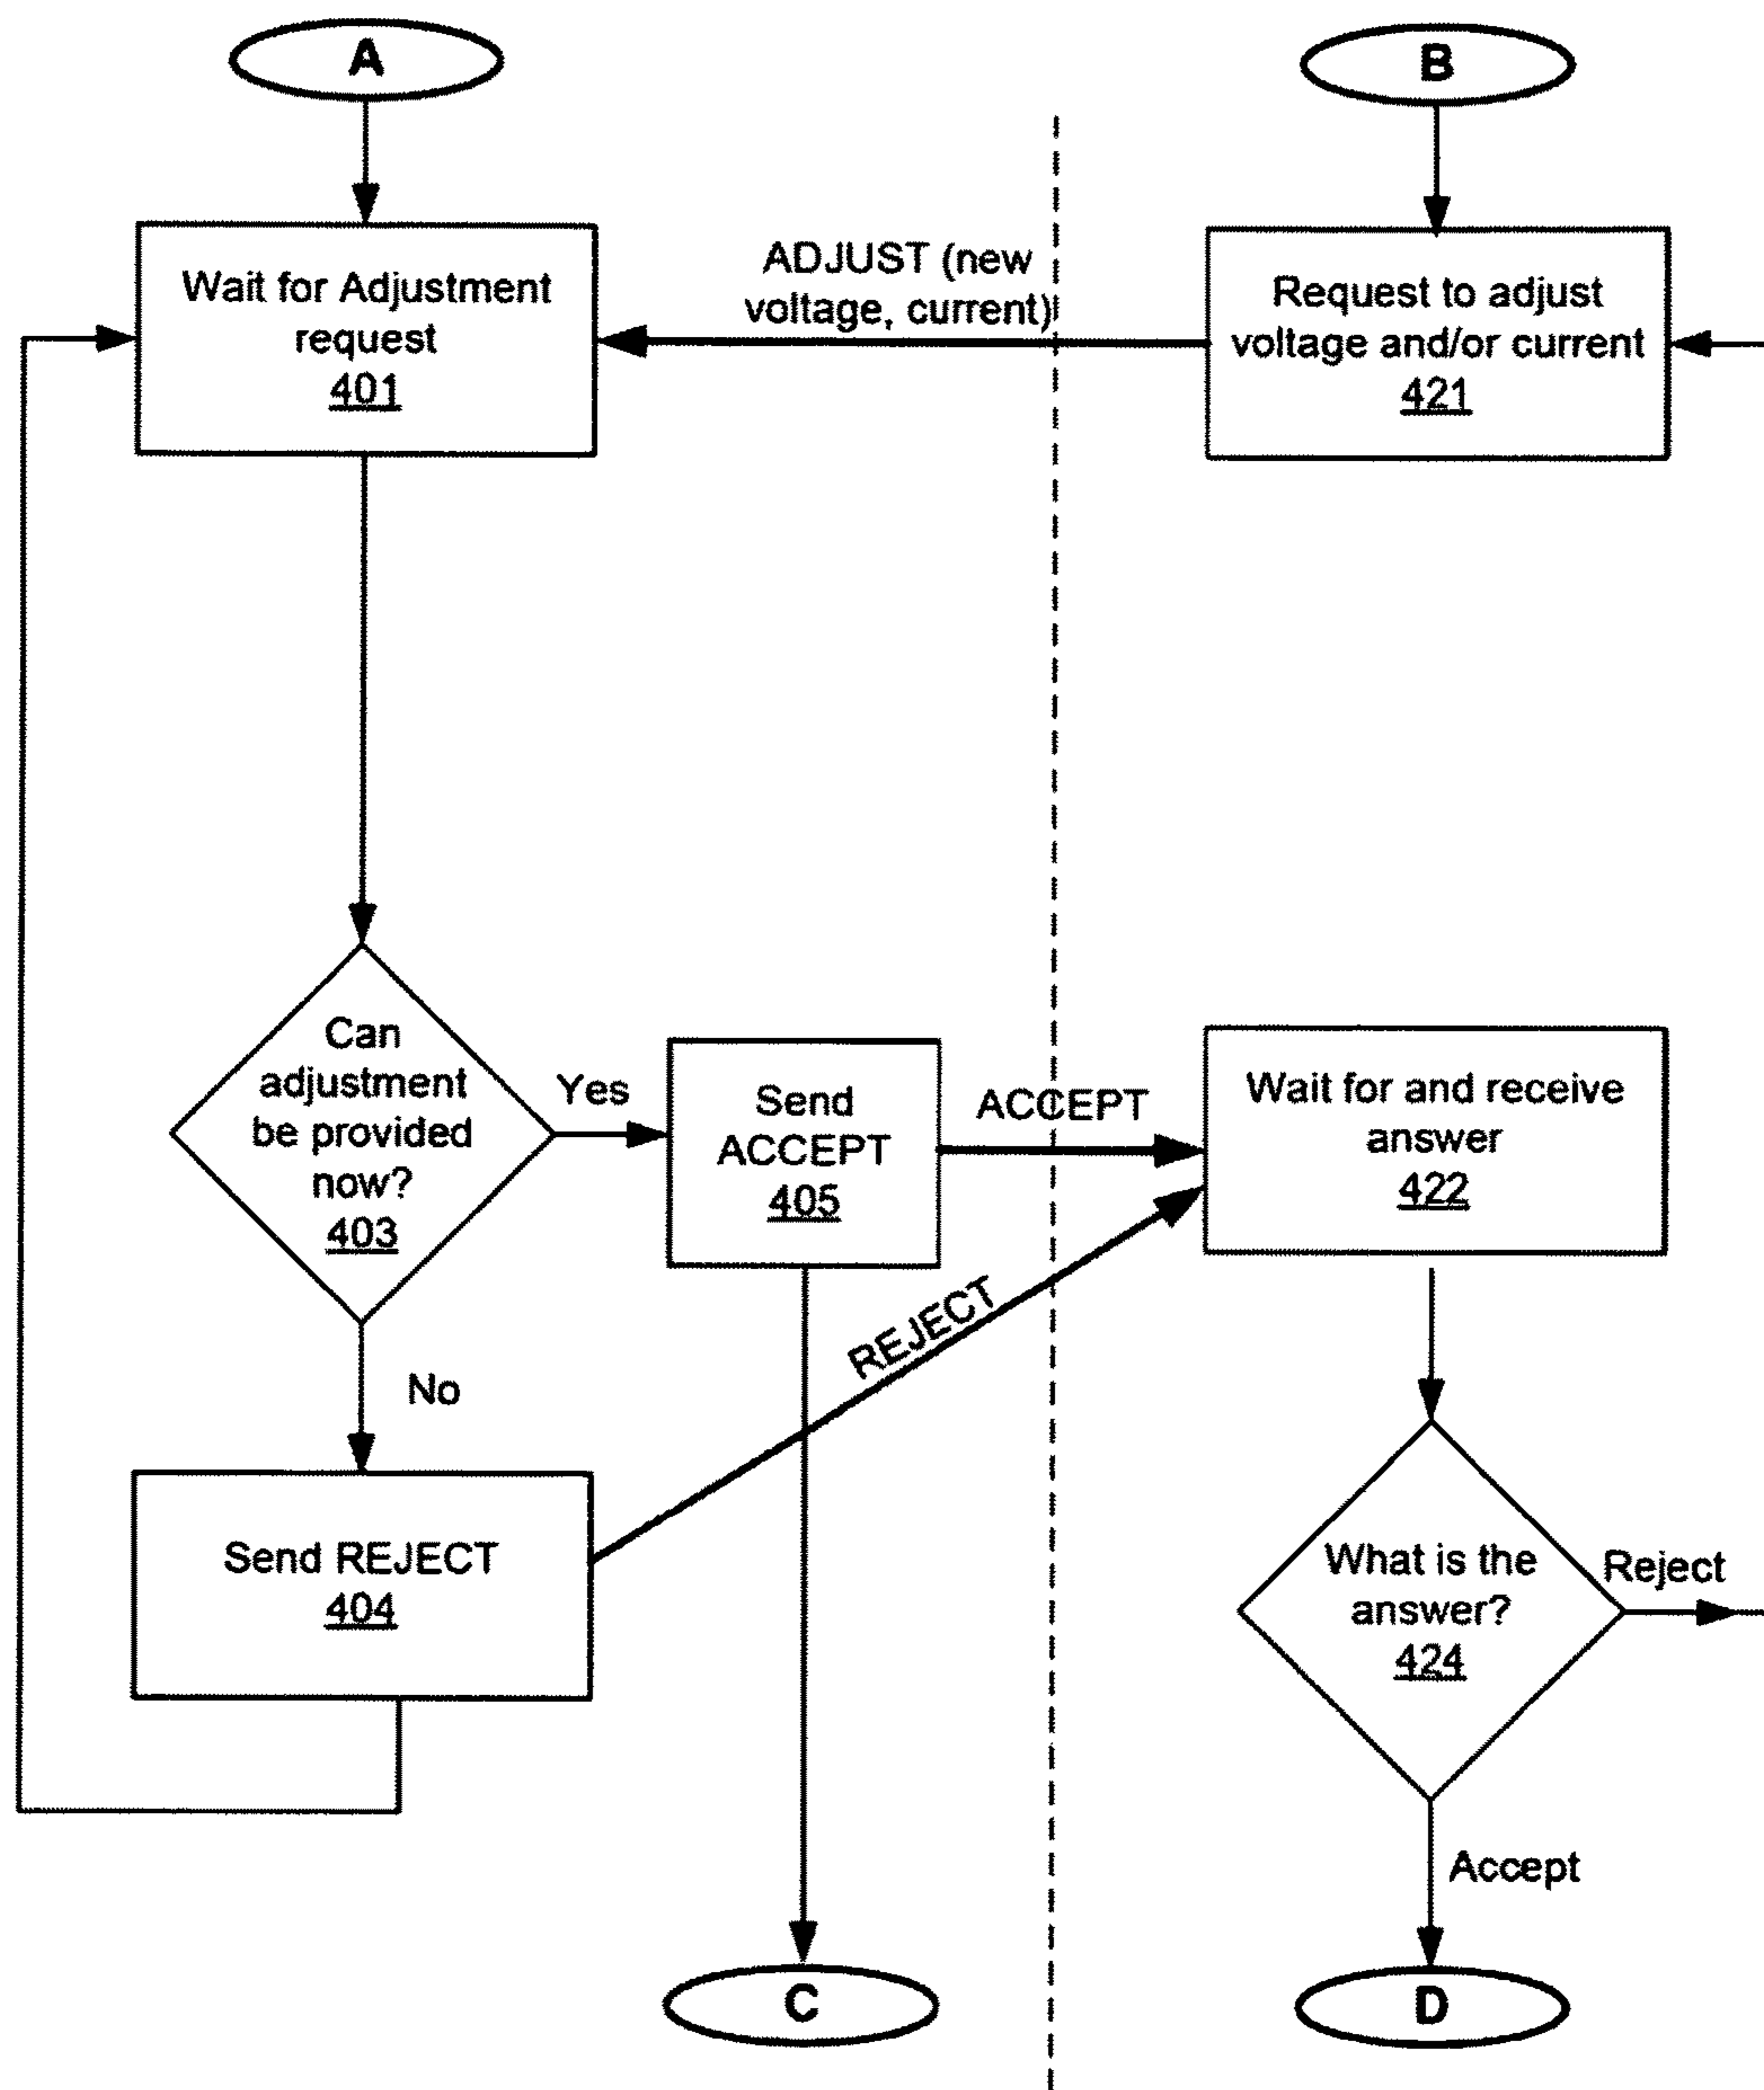 A
B
Wait for Adjustment
request
401
ADJUST (new
voltage, current)
Request to adjust
voltage and/or current
421
Can
adjustment
be provided
now?
403
Yes
Send
ACCEPT
405
ACCEPT
Wait for and receive
answer
422
REJECT
No
Send REJECT
404
What is the
answer?
424
Reject
Accept
C
D